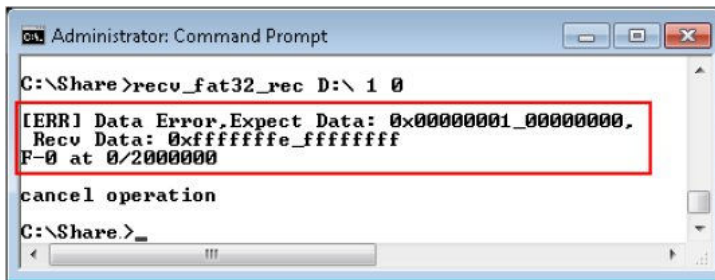 Administrator: Command Prompt
C:\Share>recv_fat32_rec D:\ 1 0
[ERR] Data Error,Expect Data: 0x00000001_00000000,
Recv Data: 0xfffffffe_ffffffff
F-0 at 0/2000000
cancel operation
C:\Share.>_